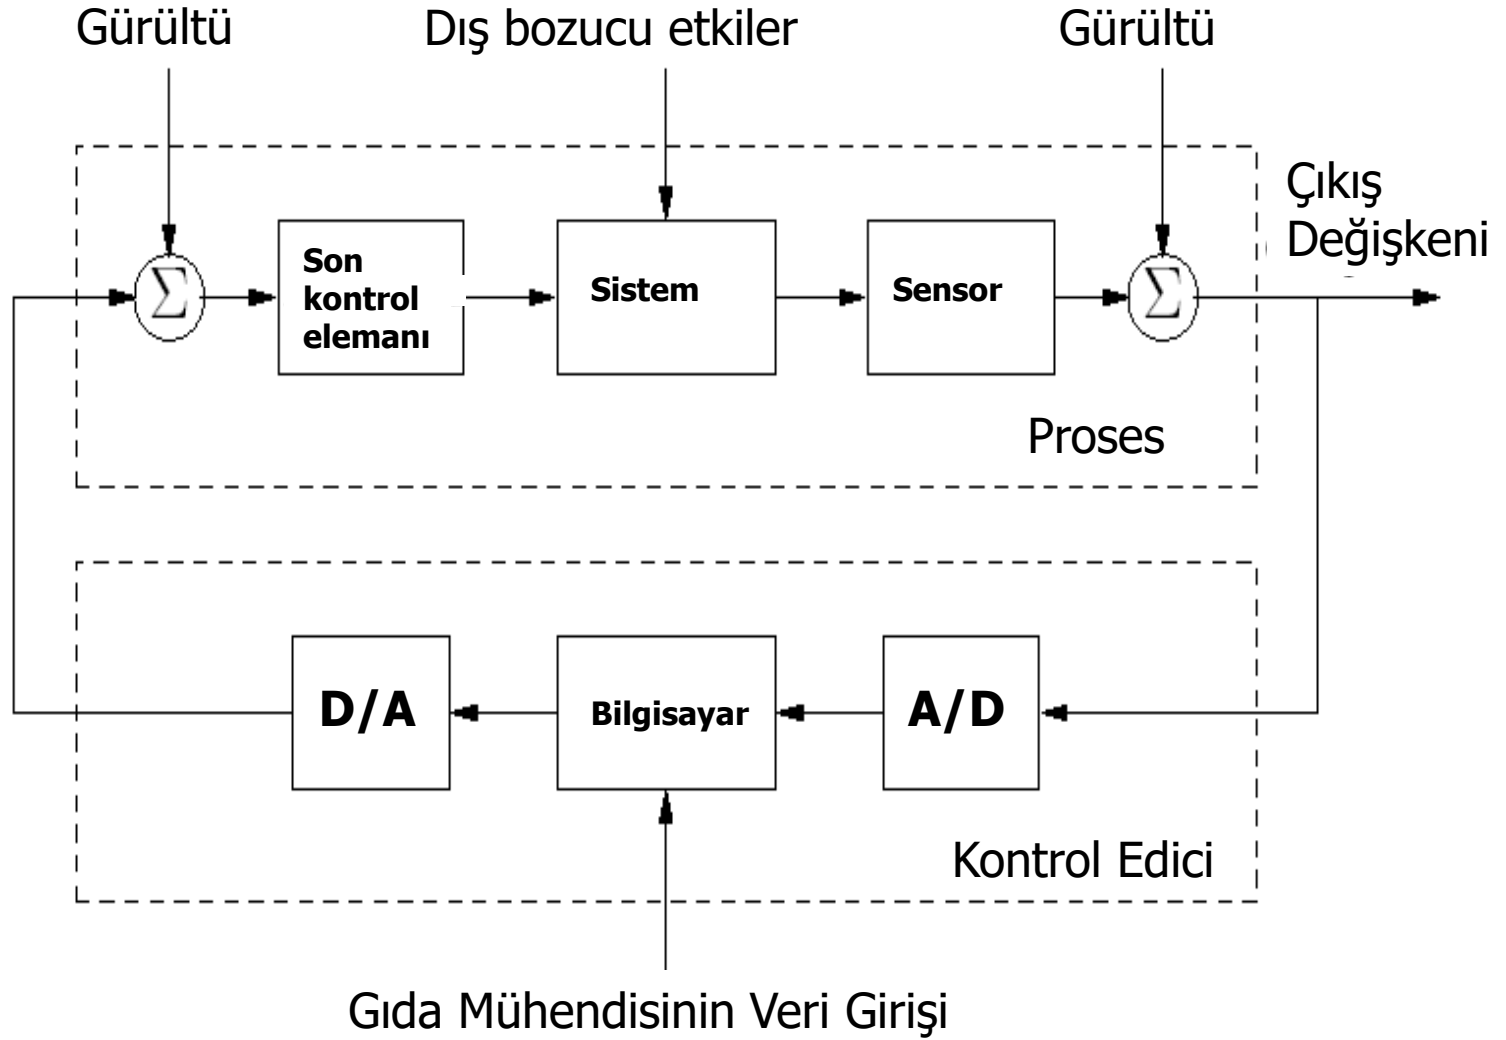 Gürültü
Dış bozucu etkiler
Gürültü
Çıkış
Değişkeni
Σ
Son
kontrol
elemanı
Sistem
Sensor
Σ
Proses
D/A
Bilgisayar
A/D
Kontrol Edici
Gıda Mühendisinin Veri Girişi